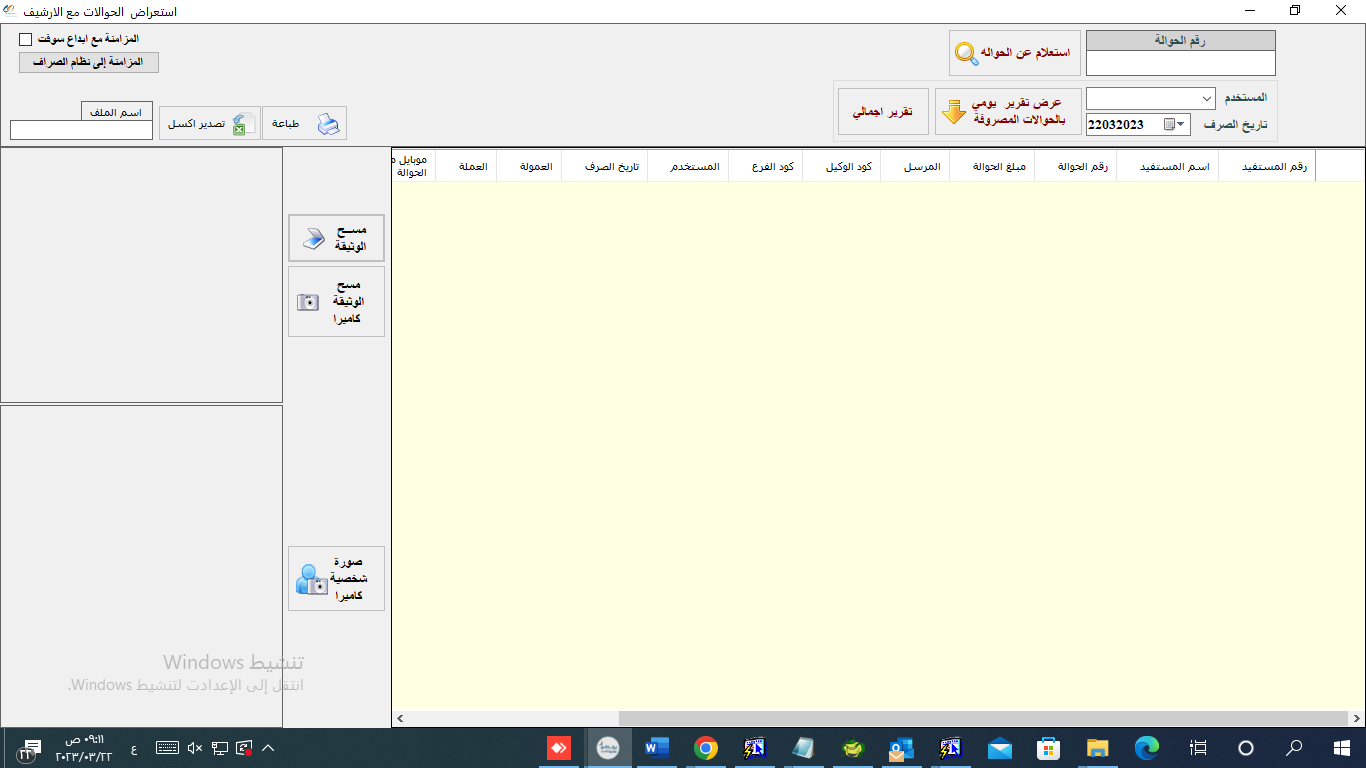 استعراض الحوالات مع الارشيف
رقم الحوالة
استعلام عن الحواله
المزامنة مع ابداع سوفت
المزامنة إلى نظام الصراف
المستخدم
تاريخ الصرف
22032023
عرض تقرير يومي
بالحوالات المصروفة
تقرير اجمالي
طباعة
تصدير اكسل
اسم الملف
رقم المستفيد
اسم المستفيد
رقم الحوالة
مبلغ الحوالة
المرسل
كود الوكيل
كود الفرع
المستخدم
تاريخ الصرف
العمولة
العملة
موبايل م
الحوالة
مسح
الوثيقة
مسح
الوثيقة
كاميرا
صورة
شخصية
كاميرا
تنشيط Windows
انتقل إلى الإعدادت لتنشيط Windows.
ع
٠٩:١١ ص
٢٠٢٣/٠٣/٢٢
٢٣